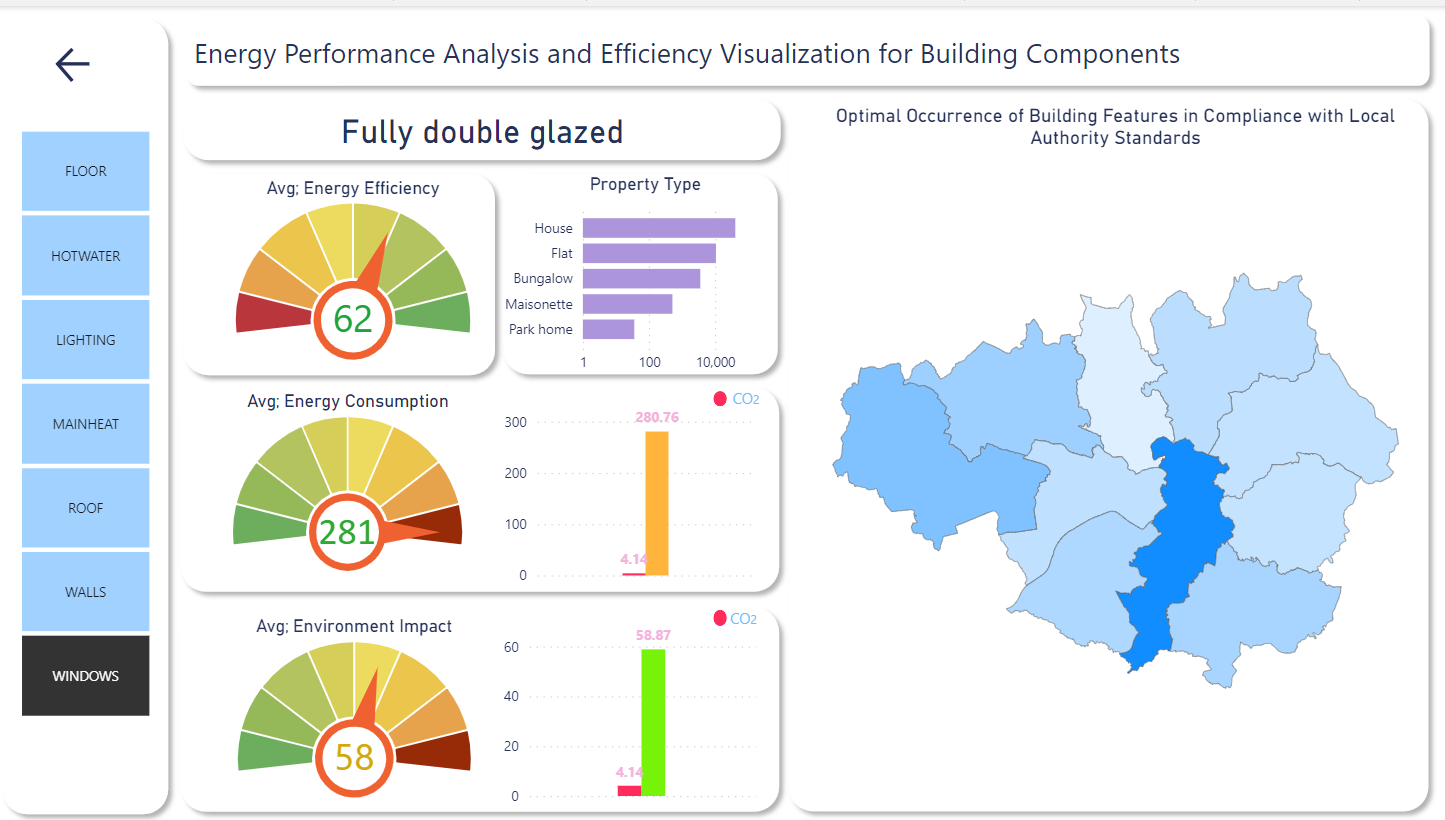 Energy Performance Analysis and Efficiency Visualization for Building Components
FLOOR
HOTWATER
LIGHTING
MAINHEAT
ROOF
WALLS
WINDOWS
Fully double glazed
Avg; Energy Efficiency
62
Property Type
House
Flat
Bungalow
Maisonette
Park home
1 100 10,000
Avg; Energy Consumption
281
CO2
300
200
100
0
280.76
4.14
Avg; Environment Impact
58
CO2
60
40
20
0
58.87
4.14
Optimal Occurrence of Building Features in Compliance with Local
Authority Standards